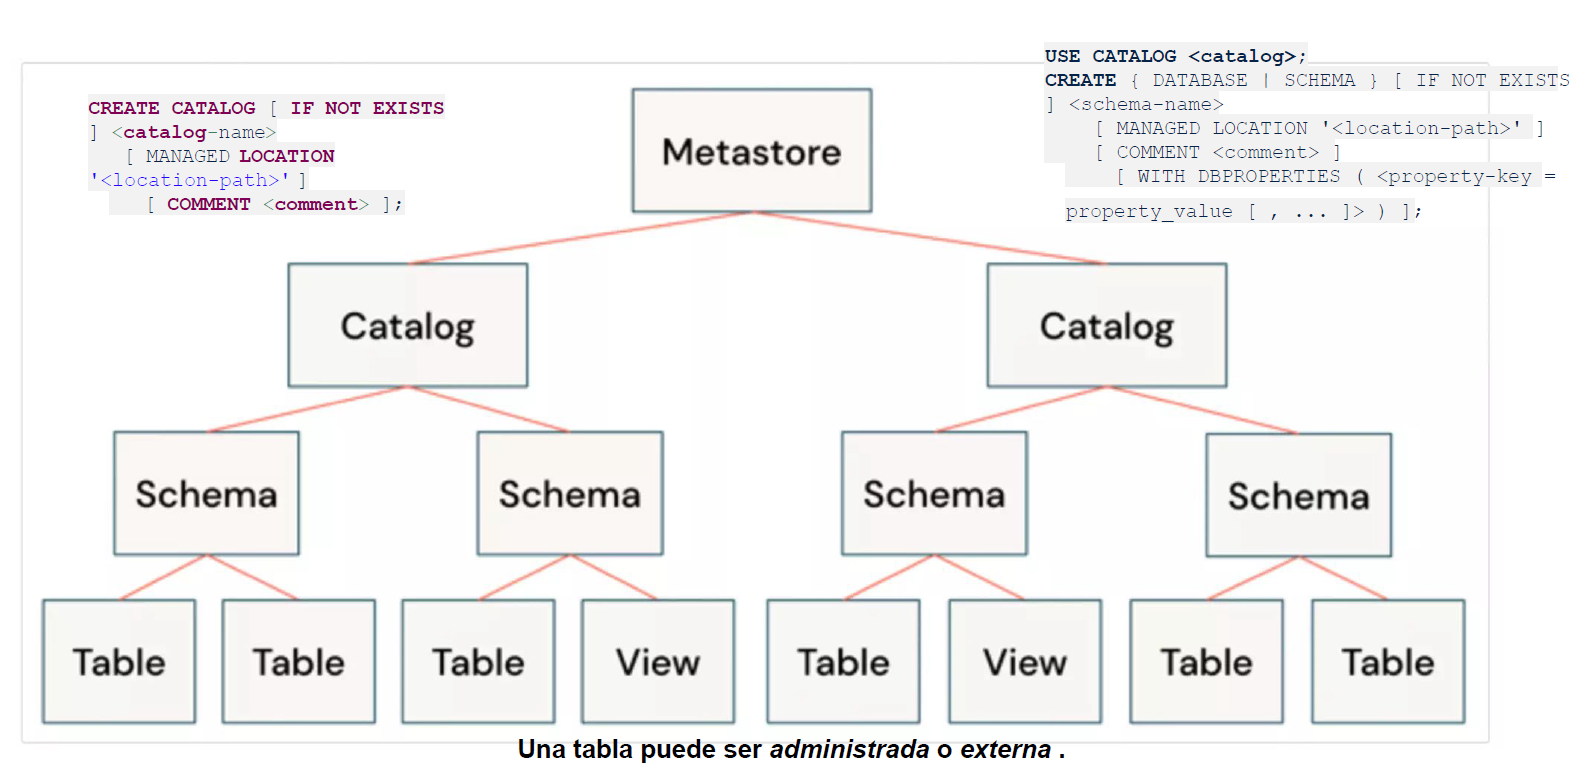 CREATE CATALOG [ IF NOT EXISTS
] <catalog-name>
[ MANAGED LOCATION
'<location-path>' ]
[ COMMENT <comment> ];
USE CATALOG <catalog>;
CREATE { DATABASE | SCHEMA } [ IF NOT EXISTS
] <schema-name>
[ MANAGED LOCATION '<location-path>' ]
[ COMMENT <comment> ]
[ WITH DBPROPERTIES ( <property-key =
property_value [ , ... ]> ) ];
Metastore
Catalog
Catalog
Schema
Schema
Schema
Schema
Table
Table
Table
View
Table
View
Table
Table
Una tabla puede ser administrada o externa .